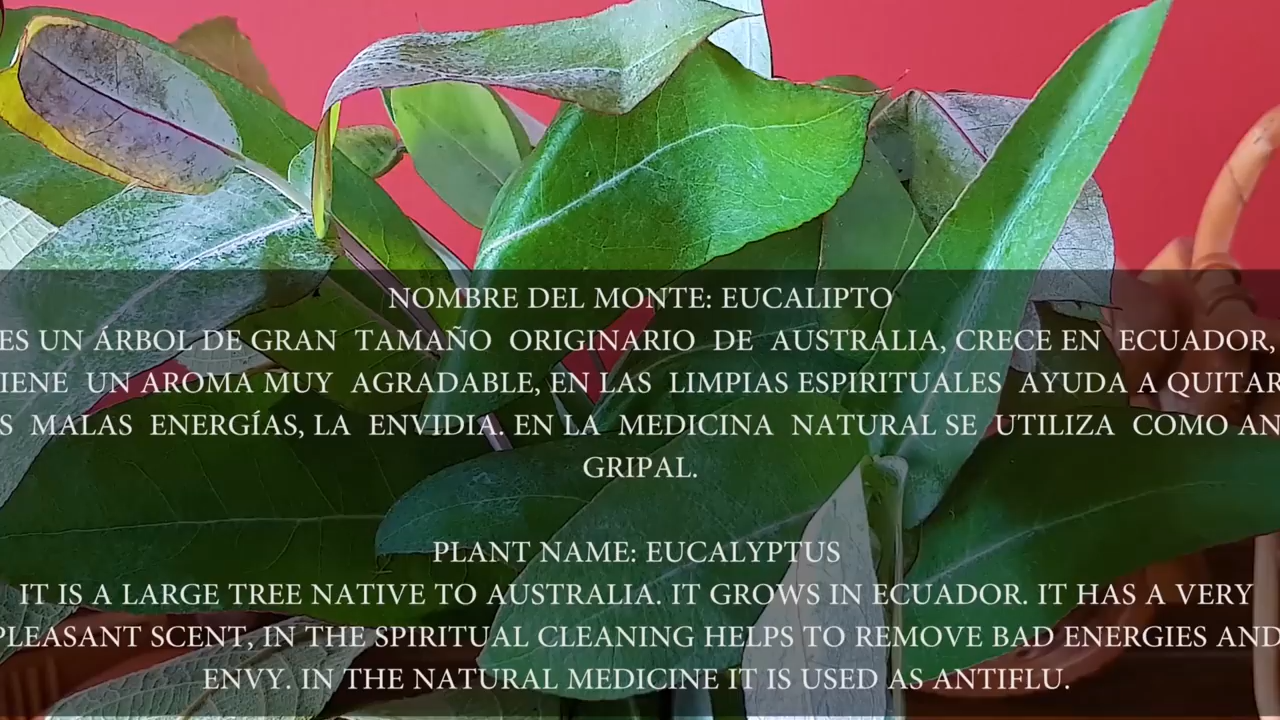 NOMBRE DEL MONTE: EUCALIPTO
ES UN ÁRBOL DE GRAN TAMAÑO ORIGINARIO DE AUSTRALIA, CRECE EN ECUADOR,
IENE UN AROMA MUY AGRADABLE, EN LAS LIMPIAS ESPIRITUALES AYUDA A QUITAR
S MALAS ENERGÍAS, LA ENVIDIA. EN LA MEDICINA NATURAL SE UTILIZA COMO AN
GRIPAL.
PLANT NAME: EUCALYPTUS
IT IS A LARGE TREE NATIVE TO AUSTRALIA. IT GROWS IN ECUADOR. IT HAS A VERY
PLEASANT SCENT, IN THE SPIRITUAL CLEANING HELPS TO REMOVE BAD ENERGIES AND
ENVY. IN THE NATURAL MEDICINE IT IS USED AS ANTIFLU.